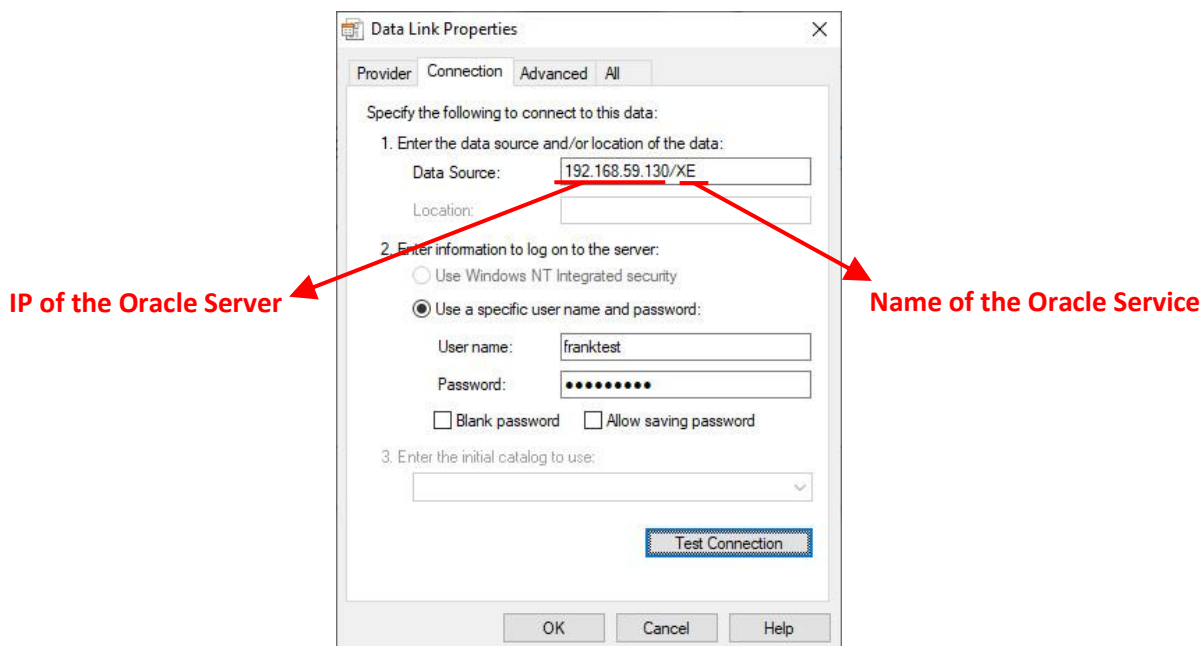 Data Link Properties
Provider Connection Advanced All
Specify the following to connect to this data:
1. Enter the data source and/or location of the data:
Data Source: 192.168.59.130/XE
Location:
2. Enter information to log on to the server:
Use Windows NT Integrated security
IP of the Oracle Server
Name of the Oracle Service
Use a specific user name and password:
User name: franktest
Password: ●●●●●●●●●
Blank password Allow saving password
3. Enter the initial catalog to use:
Test Connection
OK Cancel Help